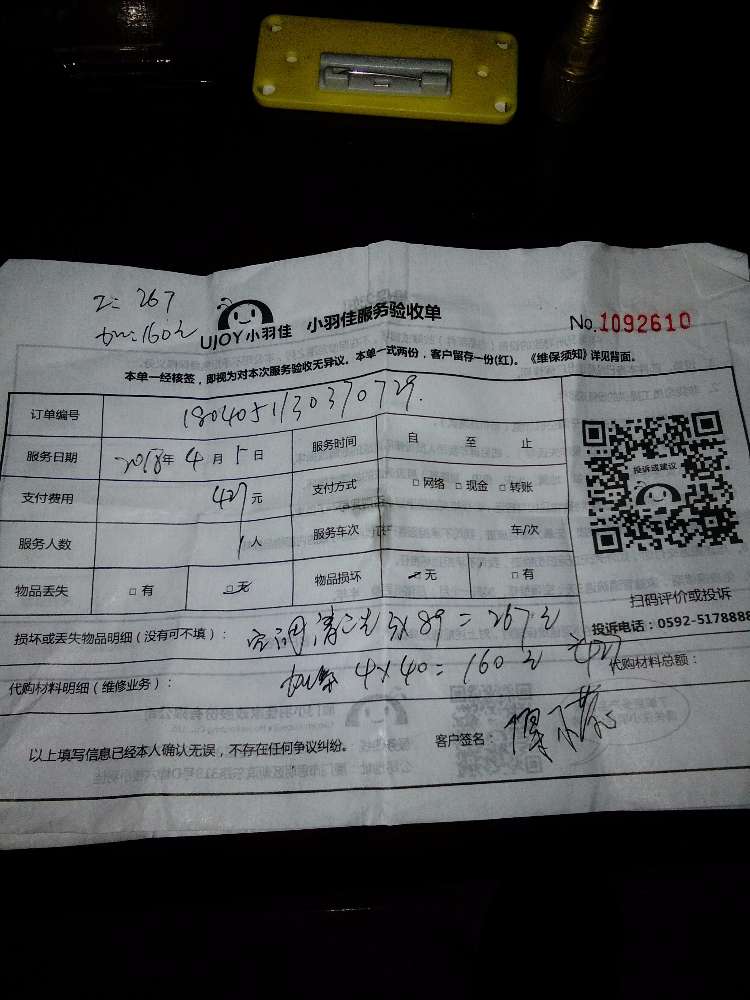 工: 267
加: 160元
UJOY小羽佳 小羽佳服务验收单 No.1092610
本单一经核签，即视为对本次服务验收无异议。本单一式两份，客户留存一份(红)。《维保须知》详见背面。
订单编号 1804051130370729
服务日期 2018年 4 月 5 日 服务时间 自 至 止
支付费用 427 元 支付方式 □ 网络 □ 现金 □ 转账
服务人数 1 人 服务车次 车/次
物品丢失 □ 有 □ 无 物品损坏 □ 无 □ 有
投诉或建议
扫码评价或投诉
投诉电话：0592-5178888
损坏或丢失物品明细（没有可不填）： 空调清洗 3x89=267元
代购材料明细（维修业务）： 4x40=160元 代购材料总额：
以上填写信息已经本人确认无误，不存在任何争议纠纷。 客户签名：